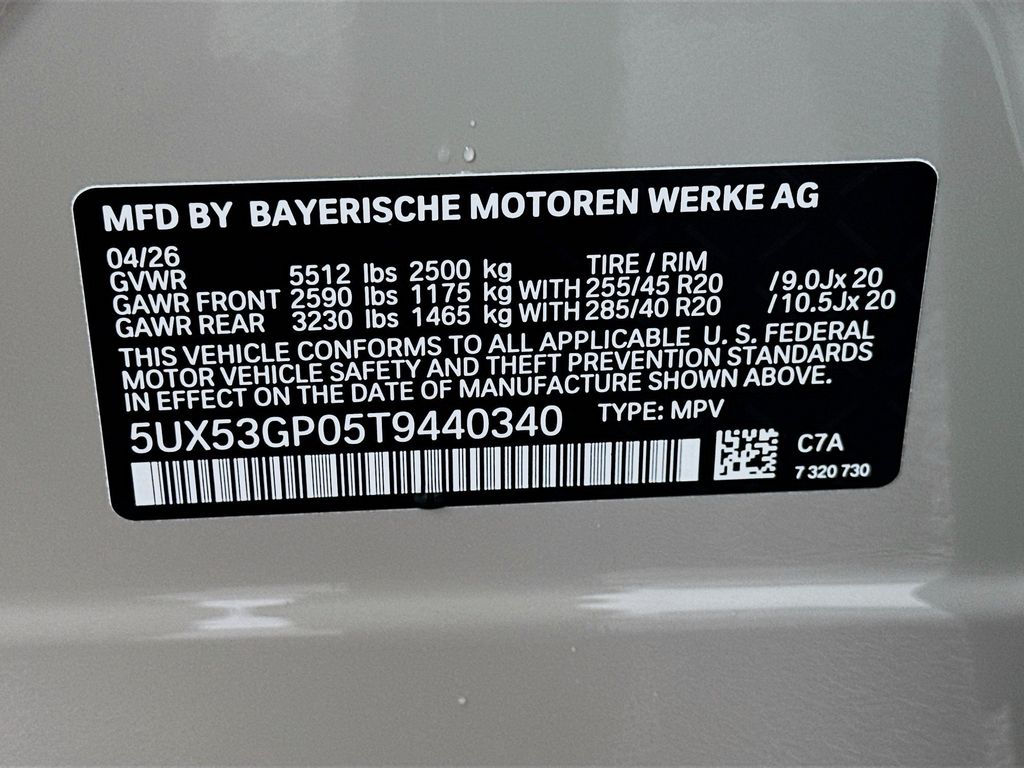 MFD BY BAYERISCHE MOTOREN WERKE AG
04/26
GVWR 5512 lbs 2500 kg TIRE / RIM
GAWR FRONT 2590 lbs 1175 kg WITH 255/45 R20 /9.0Jx 20
GAWR REAR 3230 lbs 1465 kg WITH 285/40 R20 /10.5Jx 20
THIS VEHICLE CONFORMS TO ALL APPLICABLE U. S. FEDERAL
MOTOR VEHICLE SAFETY AND THEFT PREVENTION STANDARDS
IN EFFECT ON THE DATE OF MANUFACTURE SHOWN ABOVE.
5UX53GP05T9440340 TYPE: MPV
C7A
7 320 730